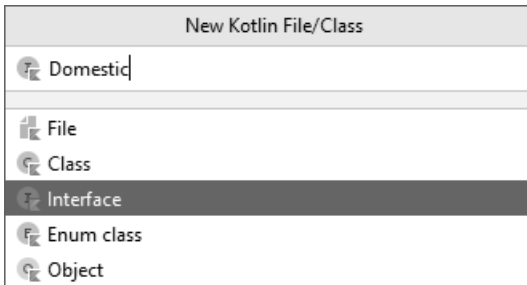 New Kotlin File/Class
Domestic
File
Class
Interface
Enum class
Object